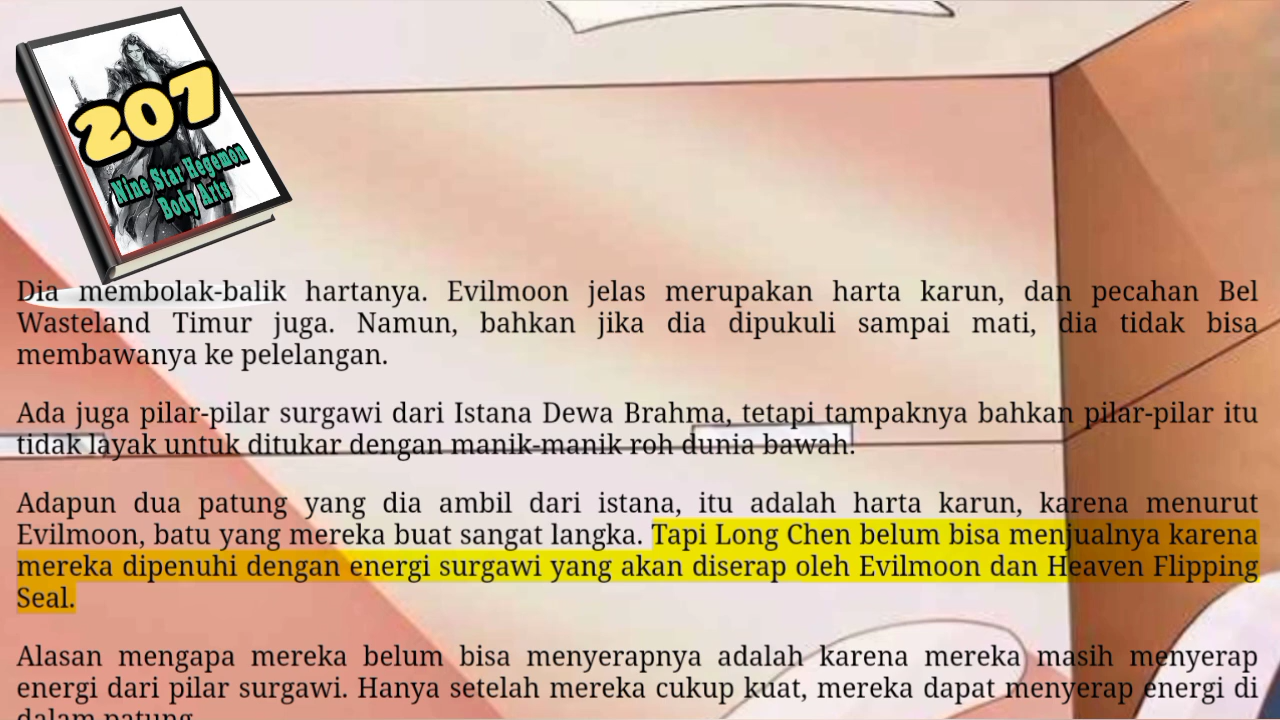 207
Nine Star Hegemon
Body Arts
Dia membolak-balik hartanya. Evilmoon jelas merupakan harta karun, dan pecahan Bel
Wasteland Timur juga. Namun, bahkan jika dia dipukuli sampai mati, dia tidak bisa
membawanya ke pelelangan.
Ada juga pilar-pilar surgawi dari Istana Dewa Brahma, tetapi tampaknya bahkan pilar-pilar itu
tidak layak untuk ditukar dengan manik-manik roh dunia bawah.
Adapun dua patung yang dia ambil dari istana, itu adalah harta karun, karena menurut
Evilmoon, batu yang mereka buat sangat langka. Tapi Long Chen belum bisa menjualnya karena
mereka dipenuhi dengan energi surgawi yang akan diserap oleh Evilmoon dan Heaven Flipping
Seal.
Alasan mengapa mereka belum bisa menyerapnya adalah karena mereka masih menyerap
energi dari pilar surgawi. Hanya setelah mereka cukup kuat, mereka dapat menyerap energi di
dalam patung.